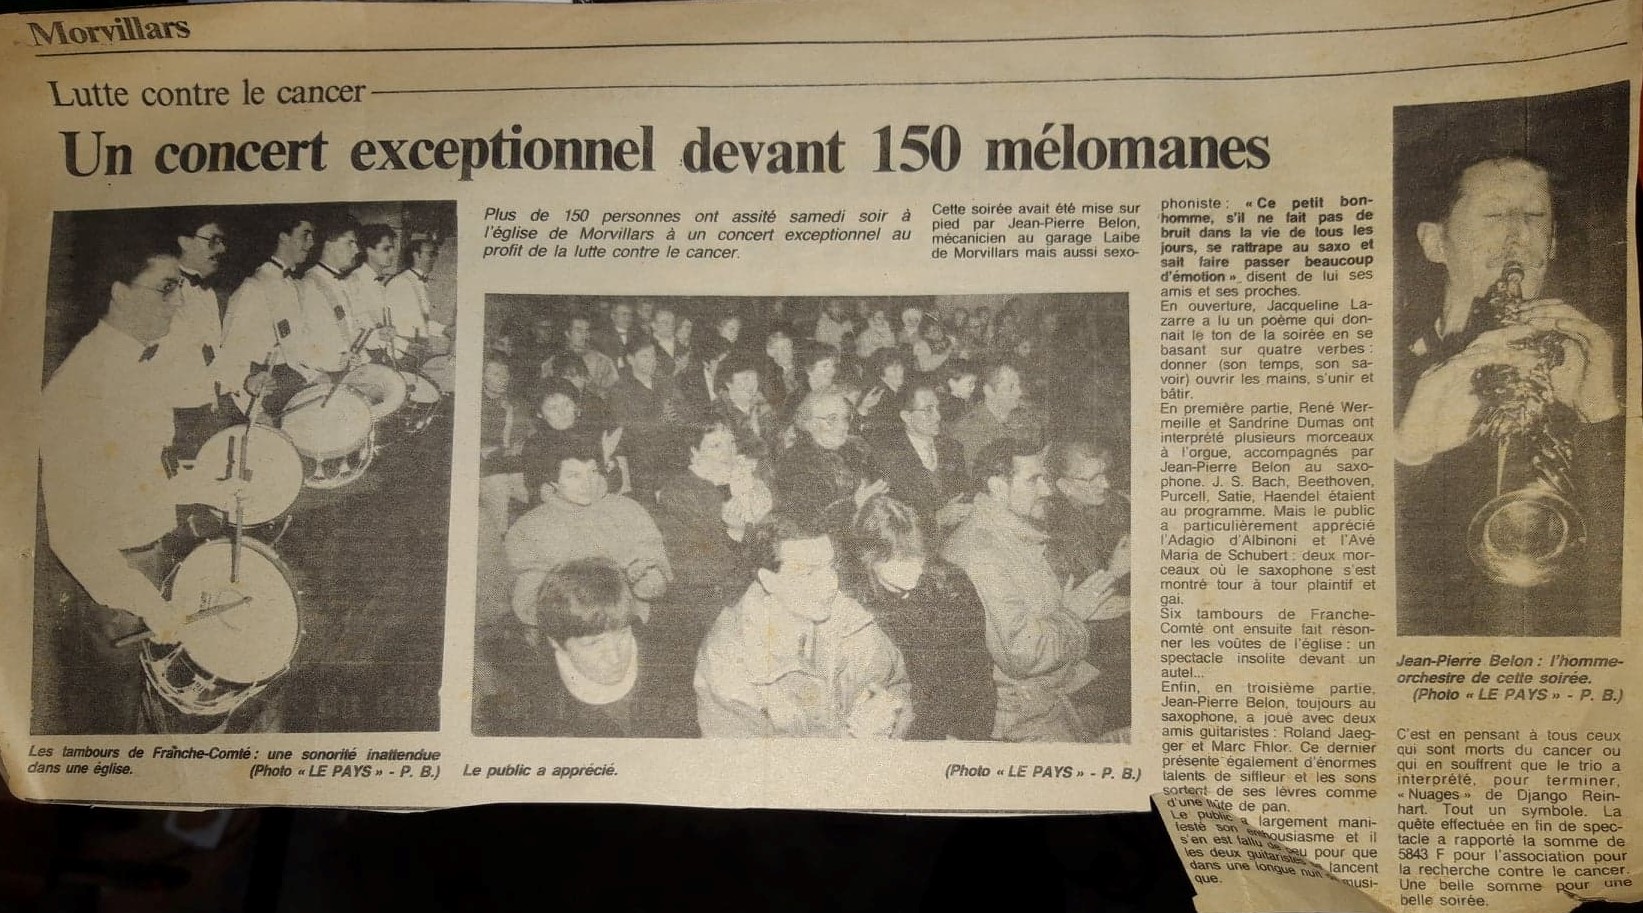 Morvillars
Lutte contre le cancer
Un concert exceptionnel devant 150 mélomanes
Plus de 150 personnes ont assité samedi soir à
l'église de Morvillars à un concert exceptionnel au
profit de la lutte contre le cancer.
Cette soirée avait été mise sur
pied par Jean-Pierre Belon,
mécanicien au garage Laibe
de Morvillars mais aussi sexo-
phoniste : « Ce petit bon-
homme, s'il ne fait pas de
bruit dans la vie de tous les
jours, se rattrape au saxo et
sait faire passer beaucoup
d'émotion », disent de lui ses
amis et ses proches.
En ouverture, Jacqueline La-
zarre a lu un poème qui don-
nait le ton de la soirée en se
basant sur quatre verbes :
donner (son temps, son sa-
voir) ouvrir les mains, s'unir et
bâtir.
En première partie, René Wer-
meille et Sandrine Dumas ont
interprété plusieurs morceaux
à l'orgue, accompagnés par
Jean-Pierre Belon au saxo-
phone. J. S. Bach, Beethoven,
Purcell, Satie, Haendel étaient
au programme. Mais le public
a particulièrement apprécié
l'Adagio d'Albinoni et l'Avé
Maria de Schubert : deux mor-
ceaux où le saxophone s'est
montré tour à tour plaintif et
gai.
Six tambours de Franche-
Comté ont ensuite fait réson-
ner les voûtes de l'église : un
spectacle insolite devant un
autel...
Enfin, en troisième partie,
Jean-Pierre Belon, toujours au
saxophone, a joué avec deux
amis guitaristes : Roland Jaeg-
ger et Marc Fhlor. Ce dernier
présente également d'énormes
talents de siffleur et les sons
sortent de ses lèvres comme
d'une flûte de pan.
Le public a largement mani-
festé son enthousiasme et il
s'en est fallu de peu pour que
les deux guitaristes se lancent
dans une longue nuit musi-
que.
C'est en pensant à tous ceux
qui sont morts du cancer ou
qui en souffrent que le trio a
interprété, pour terminer,
« Nuages » de Django Rein-
hart. Tout un symbole. La
quête effectuée en fin de spec-
tacle a rapporté la somme de
5843 F pour l'association pour
la recherche contre le cancer.
Une belle somme pour une
belle soirée.
Les tambours de Franche-Comté : une sonorité inattendue
dans une église. (Photo « LE PAYS » - P. B.)
Le public a apprécié. (Photo « LE PAYS » - P. B.)
Jean-Pierre Belon : l'homme-
orchestre de cette soirée.
(Photo « LE PAYS » - P. B.)